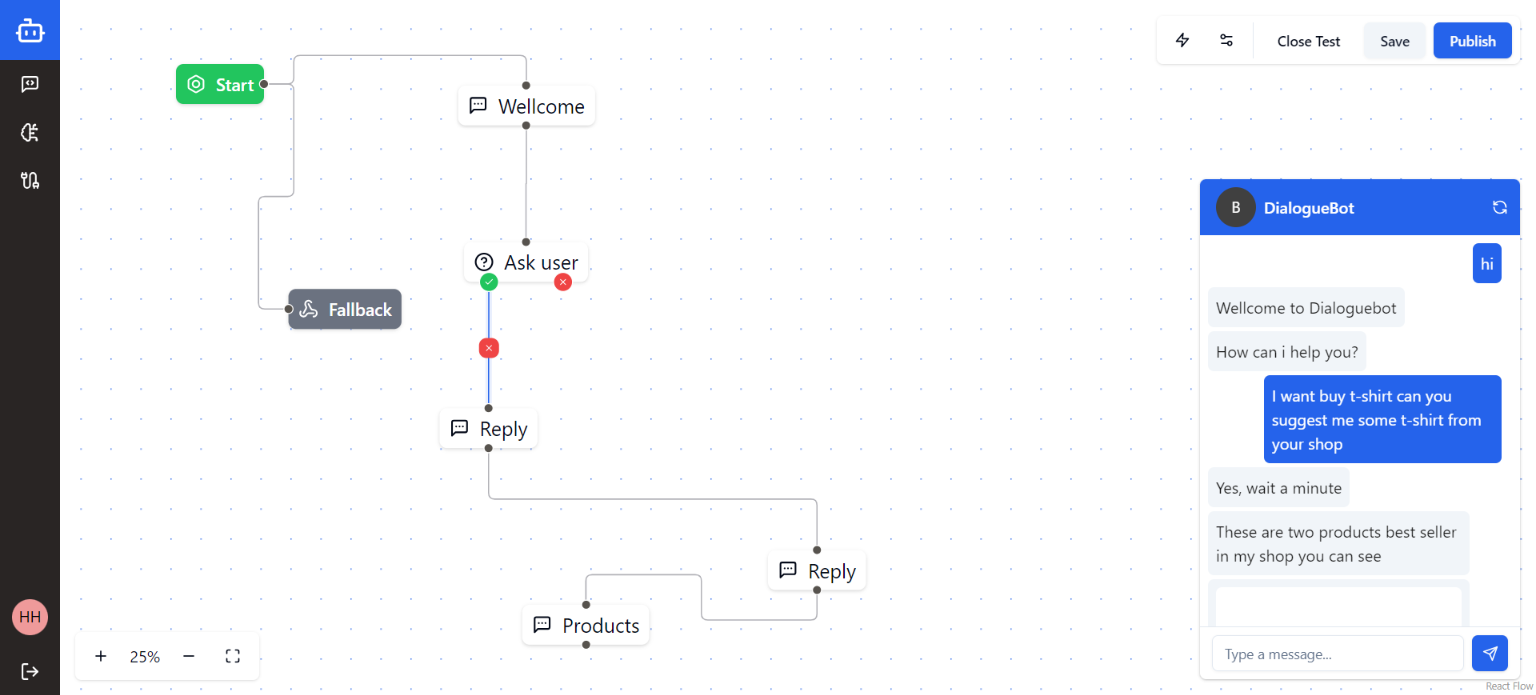 Start
Wellcome
Ask user
Fallback
Reply
Reply
Products
HH
25%
Close Test
Save
Publish
B
DialogueBot
hi
Wellcome to Dialoguebot
How can i help you?
I want buy t-shirt can you
suggest me some t-shirt from
your shop
Yes, wait a minute
These are two products best seller
in my shop you can see
Type a message...
React Flow